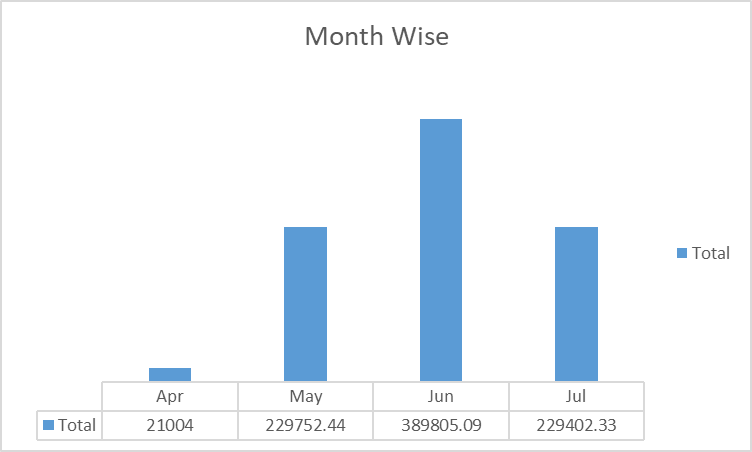 Month Wise
Total
Apr May Jun Jul
Total 21004 229752.44 389805.09 229402.33